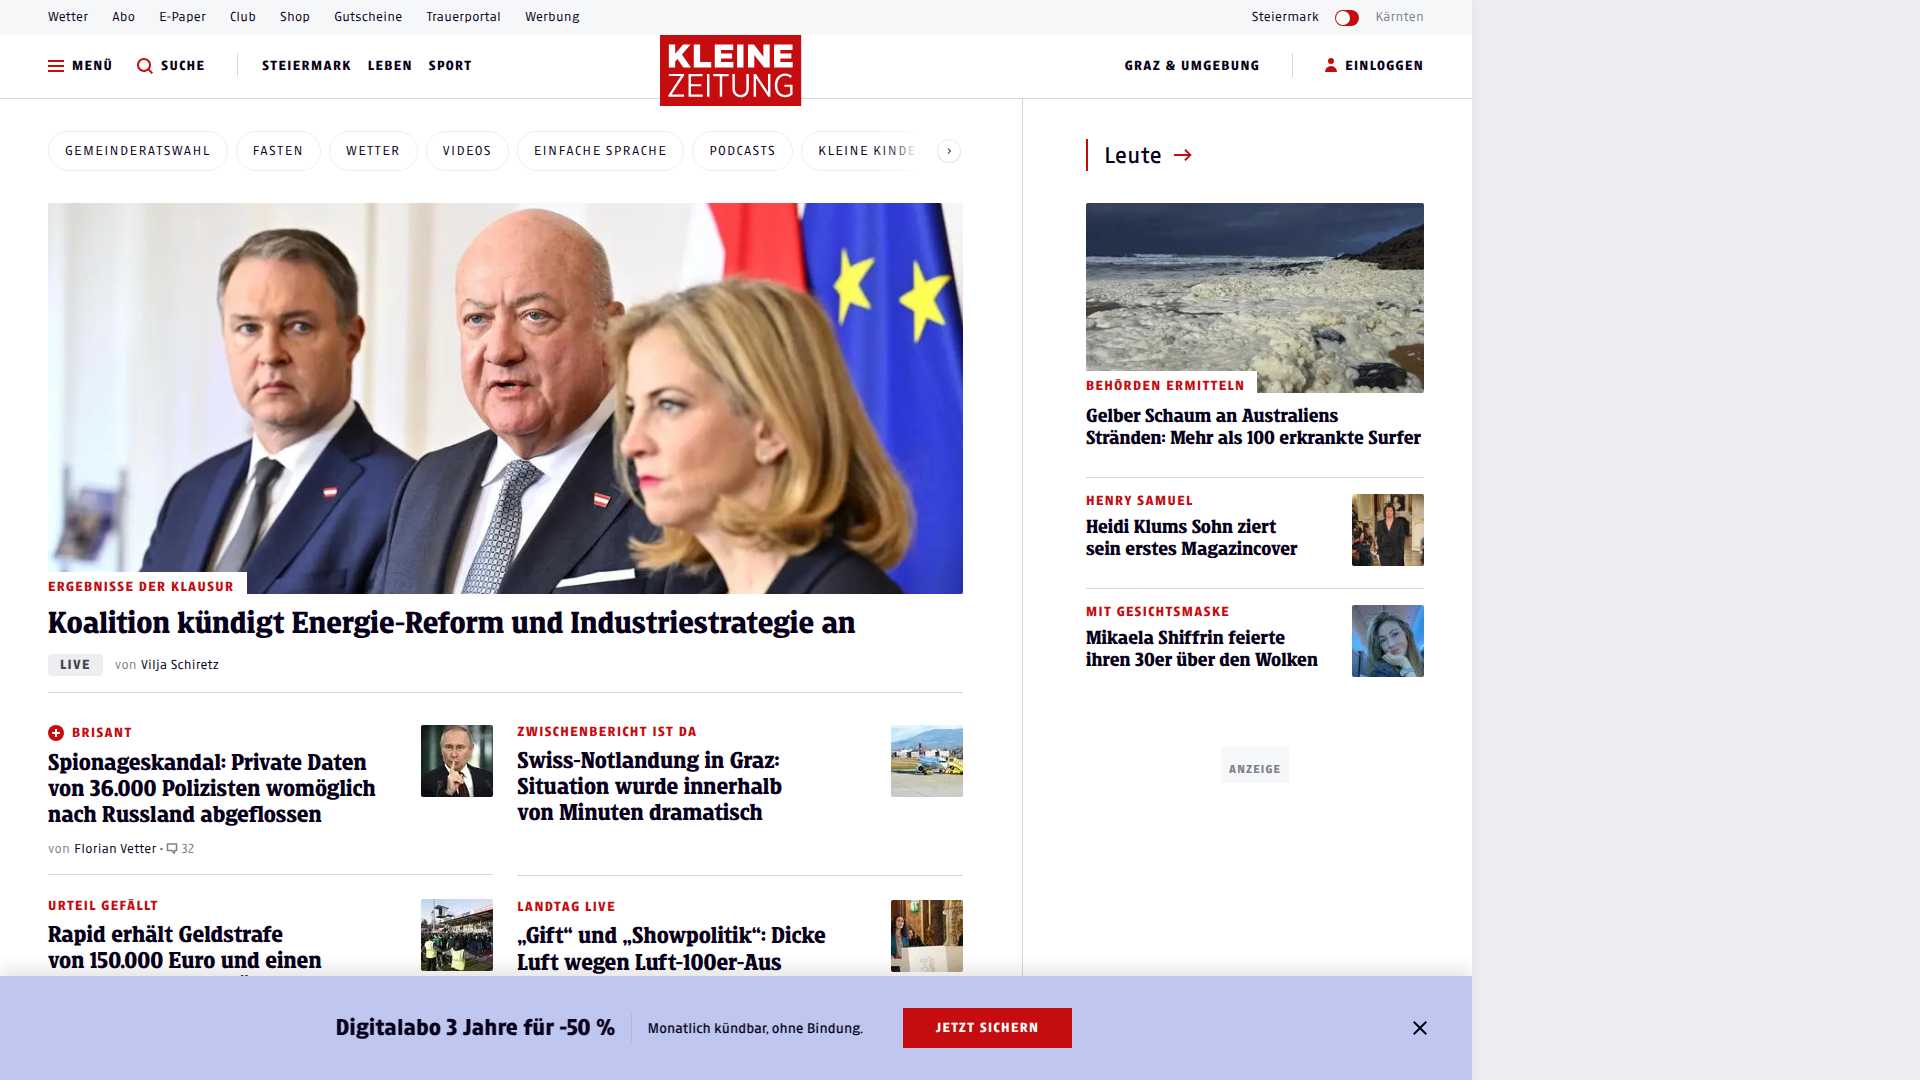 Wetter Abo E-Paper Club Shop Gutscheine Trauerportal Werbung Steiermark Kärnten
MENÜ SUCHE STEIERMARK LEBEN SPORT KLEINE ZEITUNG GRAZ & UMGEBUNG EINLOGGEN
GEMEINDERATSWAHL FASTEN WETTER VIDEOS EINFACHE SPRACHE PODCASTS KLEINE KINDE
ERGEBNISSE DER KLAUSUR
Koalition kündigt Energie-Reform und Industriestrategie an
LIVE von Vilja Schiretz
BRISANT
Spionageskandal: Private Daten
von 36.000 Polizisten womöglich
nach Russland abgeflossen
von Florian Vetter · 32
ZWISCHENBERICHT IST DA
Swiss-Notlandung in Graz:
Situation wurde innerhalb
von Minuten dramatisch
URTEIL GEFÄLLT
Rapid erhält Geldstrafe
von 150.000 Euro und einen
LANDTAG LIVE
„Gift“ und „Showpolitik“: Dicke
Luft wegen Luft-100er-Aus
Leute
BEHÖRDEN ERMITTELN
Gelber Schaum an Australiens
Stränden: Mehr als 100 erkrankte Surfer
HENRY SAMUEL
Heidi Klums Sohn ziert
sein erstes Magazincover
MIT GESICHTSMASKE
Mikaela Shiffrin feierte
ihren 30er über den Wolken
ANZEIGE
Digitalabo 3 Jahre für -50 % Monatlich kündbar, ohne Bindung. JETZT SICHERN